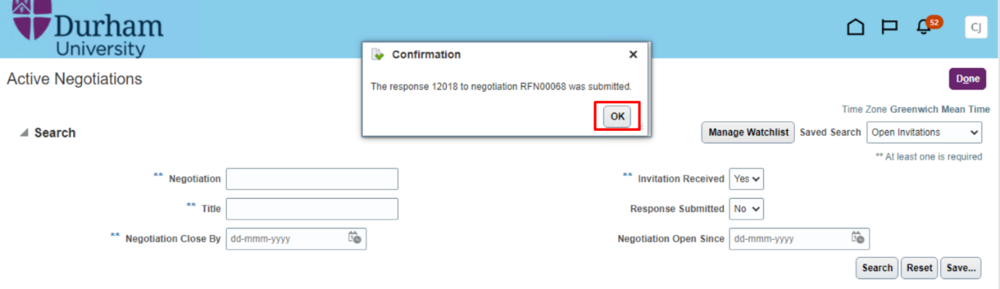 Durham
University
52
CJ
Confirmation
Active Negotiations
The response 12018 to negotiation RFN00068 was submitted.
Done
OK
Time Zone Greenwich Mean Time
Search
Manage Watchlist Saved Search Open Invitations
** At least one is required
** Negotiation
** Invitation Received Yes
** Title
Response Submitted No
** Negotiation Close By dd-mmm-yyyy
Negotiation Open Since dd-mmm-yyyy
Search Reset Save...